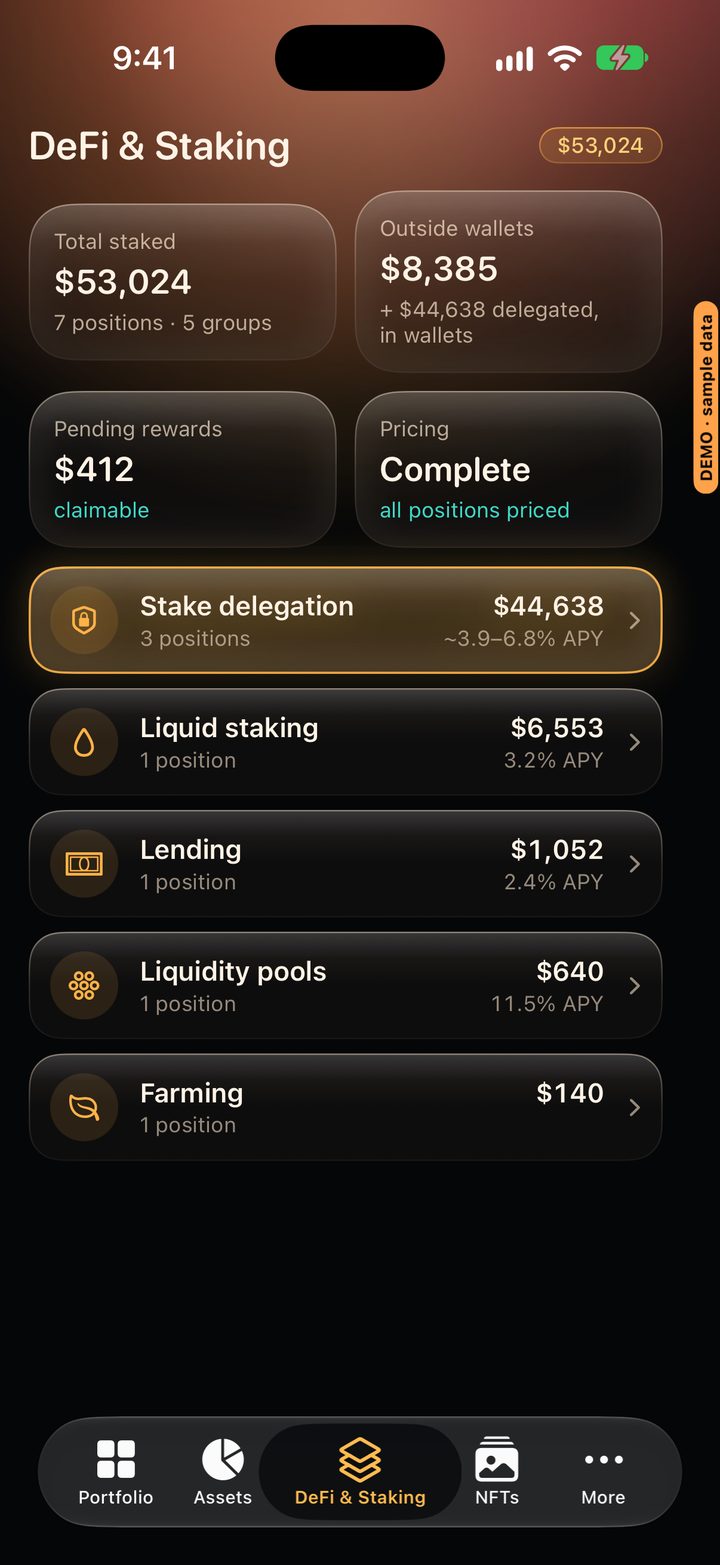 9:41
DeFi & Staking
$53,024
Total staked
$53,024
7 positions · 5 groups
Outside wallets
$8,385
+ $44,638 delegated,
in wallets
DEMO · sample data
Pending rewards
$412
claimable
Pricing
Complete
all positions priced
Stake delegation
$44,638
3 positions
~3.9–6.8% APY
Liquid staking
$6,553
1 position
3.2% APY
Lending
$1,052
1 position
2.4% APY
Liquidity pools
$640
1 position
11.5% APY
Farming
$140
1 position
Portfolio
Assets
DeFi & Staking
NFTs
More